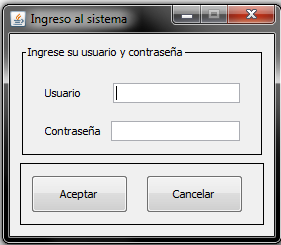 Ingreso al sistema
Ingrese su usuario y contraseña
Usuario
Contraseña
Aceptar
Cancelar